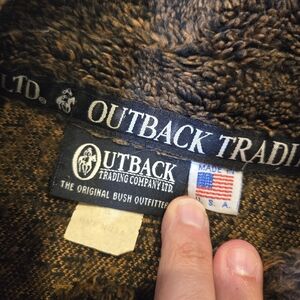 LTD. OUTBACK TRADI
OUTBACK
TRADING COMPANY LTD.
THE ORIGINAL BUSH OUTFITTER
MADE IN
U. S. A.